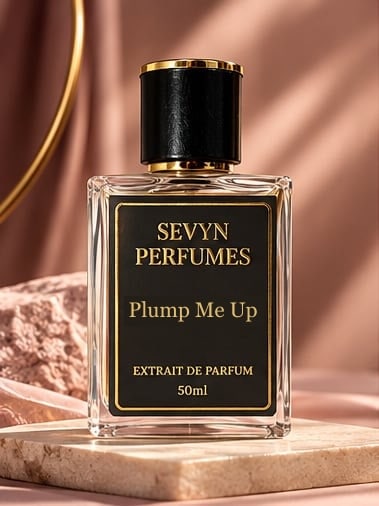 SEVYN
PERFUMES
Plump Me Up
EXTRAIT DE PARFUM
50ml